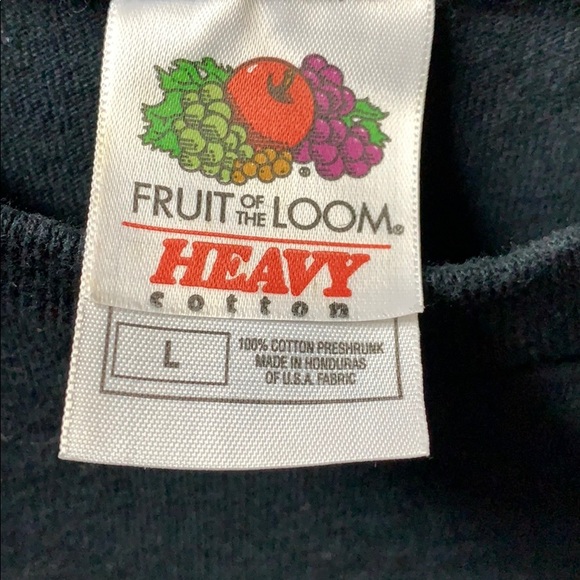 FRUIT OF THE LOOM®
HEAVY
cotton
L
100% COTTON PRESHRUNK
MADE IN HONDURAS
OF U.S.A. FABRIC